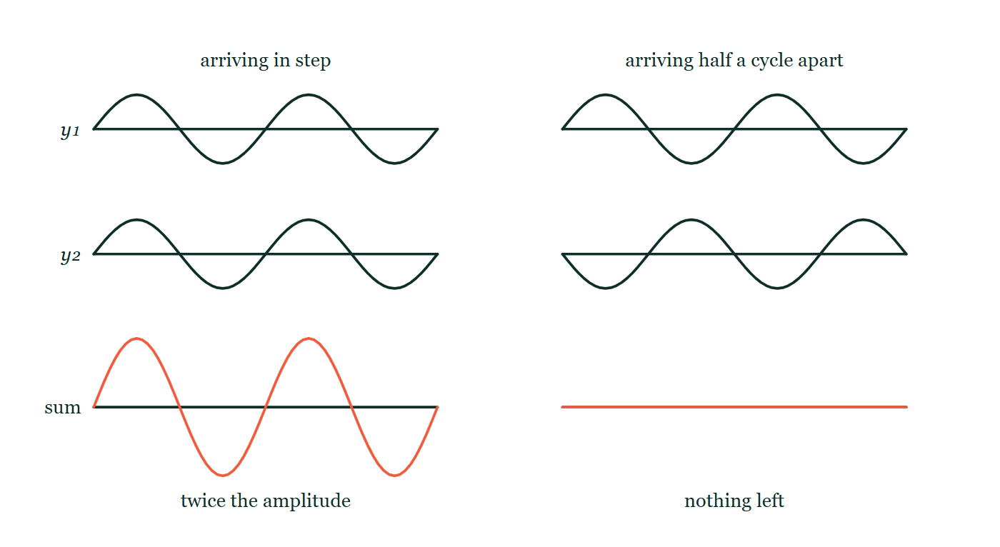 arriving in step
arriving half a cycle apart
y1
y2
sum
twice the amplitude
nothing left